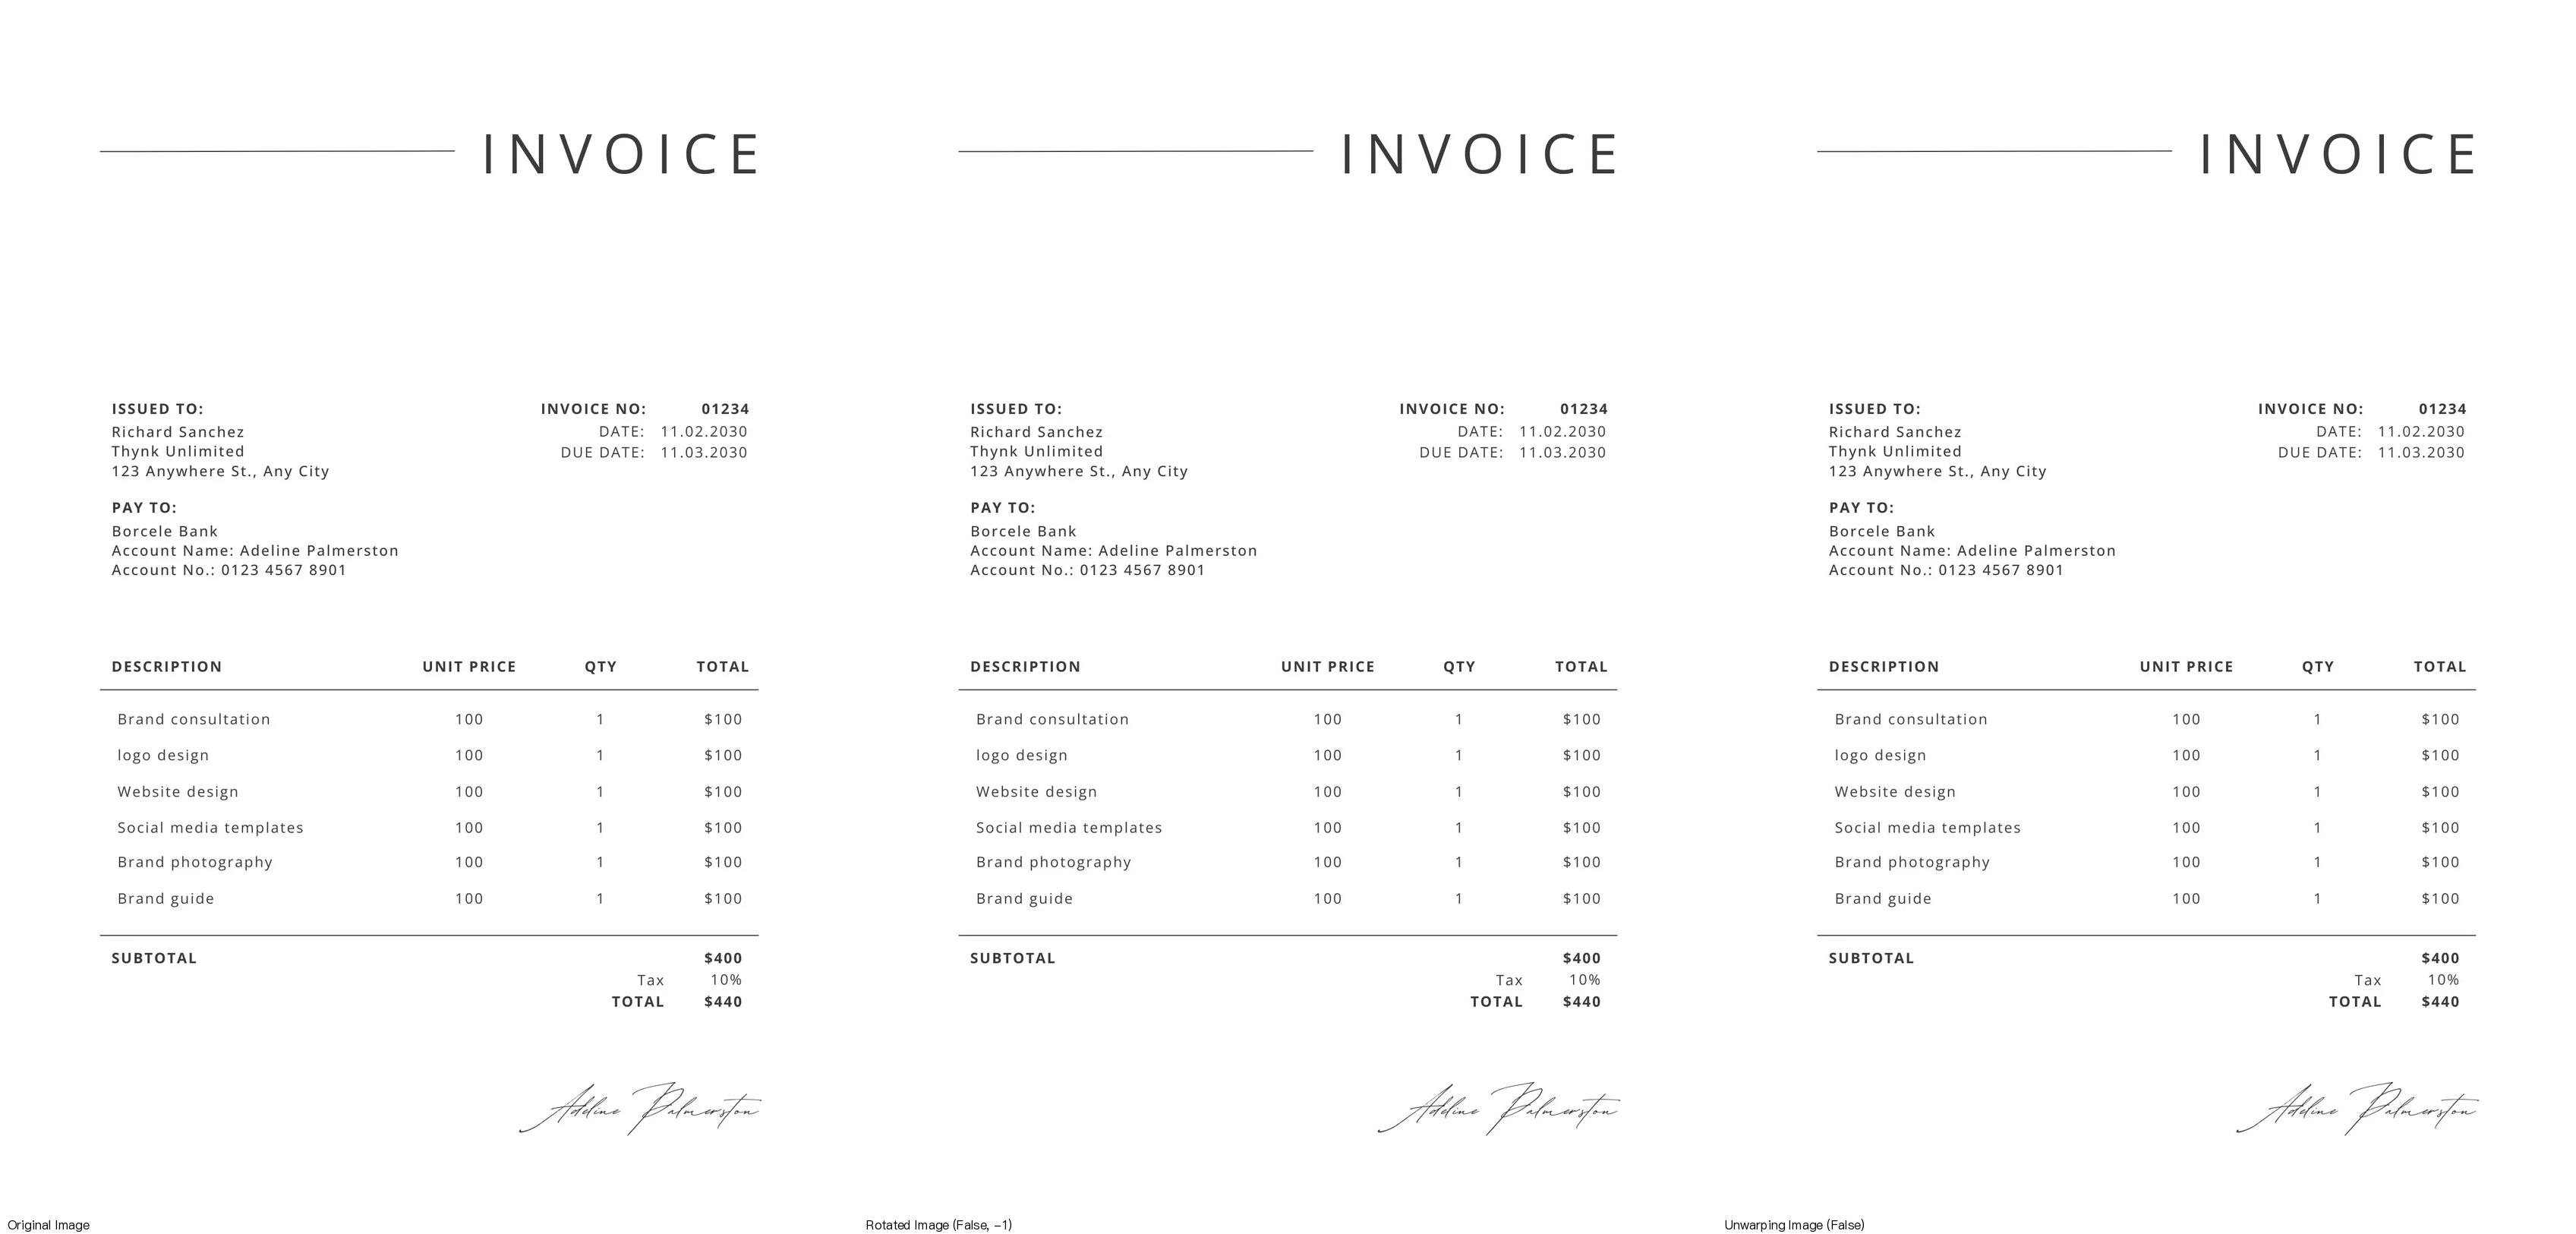 INVOICE
ISSUED TO:
Richard Sanchez
Thynk Unlimited
123 Anywhere St., Any City
INVOICE NO: 01234
DATE: 11.02.2030
DUE DATE: 11.03.2030
PAY TO:
Borcele Bank
Account Name: Adeline Palmerston
Account No.: 0123 4567 8901
DESCRIPTION UNIT PRICE QTY TOTAL
Brand consultation 100 1 $100
logo design 100 1 $100
Website design 100 1 $100
Social media templates 100 1 $100
Brand photography 100 1 $100
Brand guide 100 1 $100
SUBTOTAL $400
Tax 10%
TOTAL $440
Adeline Palmerston
Original Image
INVOICE
ISSUED TO:
Richard Sanchez
Thynk Unlimited
123 Anywhere St., Any City
INVOICE NO: 01234
DATE: 11.02.2030
DUE DATE: 11.03.2030
PAY TO:
Borcele Bank
Account Name: Adeline Palmerston
Account No.: 0123 4567 8901
DESCRIPTION UNIT PRICE QTY TOTAL
Brand consultation 100 1 $100
logo design 100 1 $100
Website design 100 1 $100
Social media templates 100 1 $100
Brand photography 100 1 $100
Brand guide 100 1 $100
SUBTOTAL $400
Tax 10%
TOTAL $440
Adeline Palmerston
Rotated Image (False, -1)
INVOICE
ISSUED TO:
Richard Sanchez
Thynk Unlimited
123 Anywhere St., Any City
INVOICE NO: 01234
DATE: 11.02.2030
DUE DATE: 11.03.2030
PAY TO:
Borcele Bank
Account Name: Adeline Palmerston
Account No.: 0123 4567 8901
DESCRIPTION UNIT PRICE QTY TOTAL
Brand consultation 100 1 $100
logo design 100 1 $100
Website design 100 1 $100
Social media templates 100 1 $100
Brand photography 100 1 $100
Brand guide 100 1 $100
SUBTOTAL $400
Tax 10%
TOTAL $440
Adeline Palmerston
Unwarping Image (False)